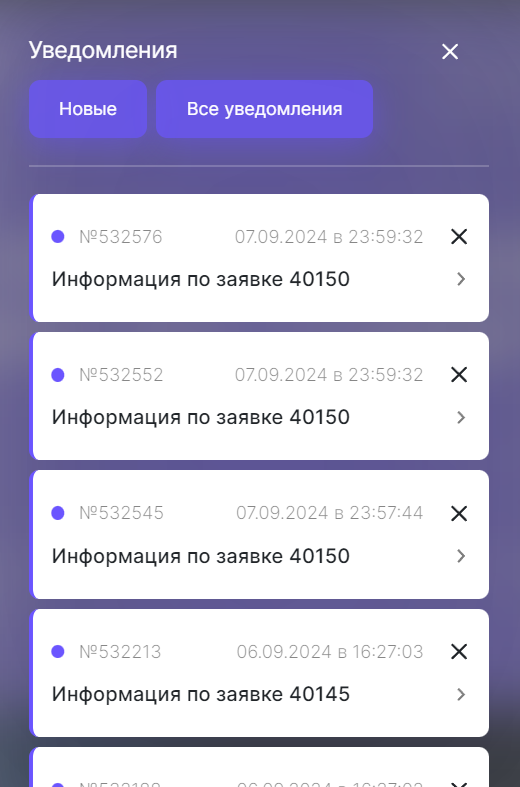 Уведомления
Новые
Все уведомления
№532576 07.09.2024 в 23:59:32
Информация по заявке 40150
№532552 07.09.2024 в 23:59:32
Информация по заявке 40150
№532545 07.09.2024 в 23:57:44
Информация по заявке 40150
№532213 06.09.2024 в 16:27:03
Информация по заявке 40145